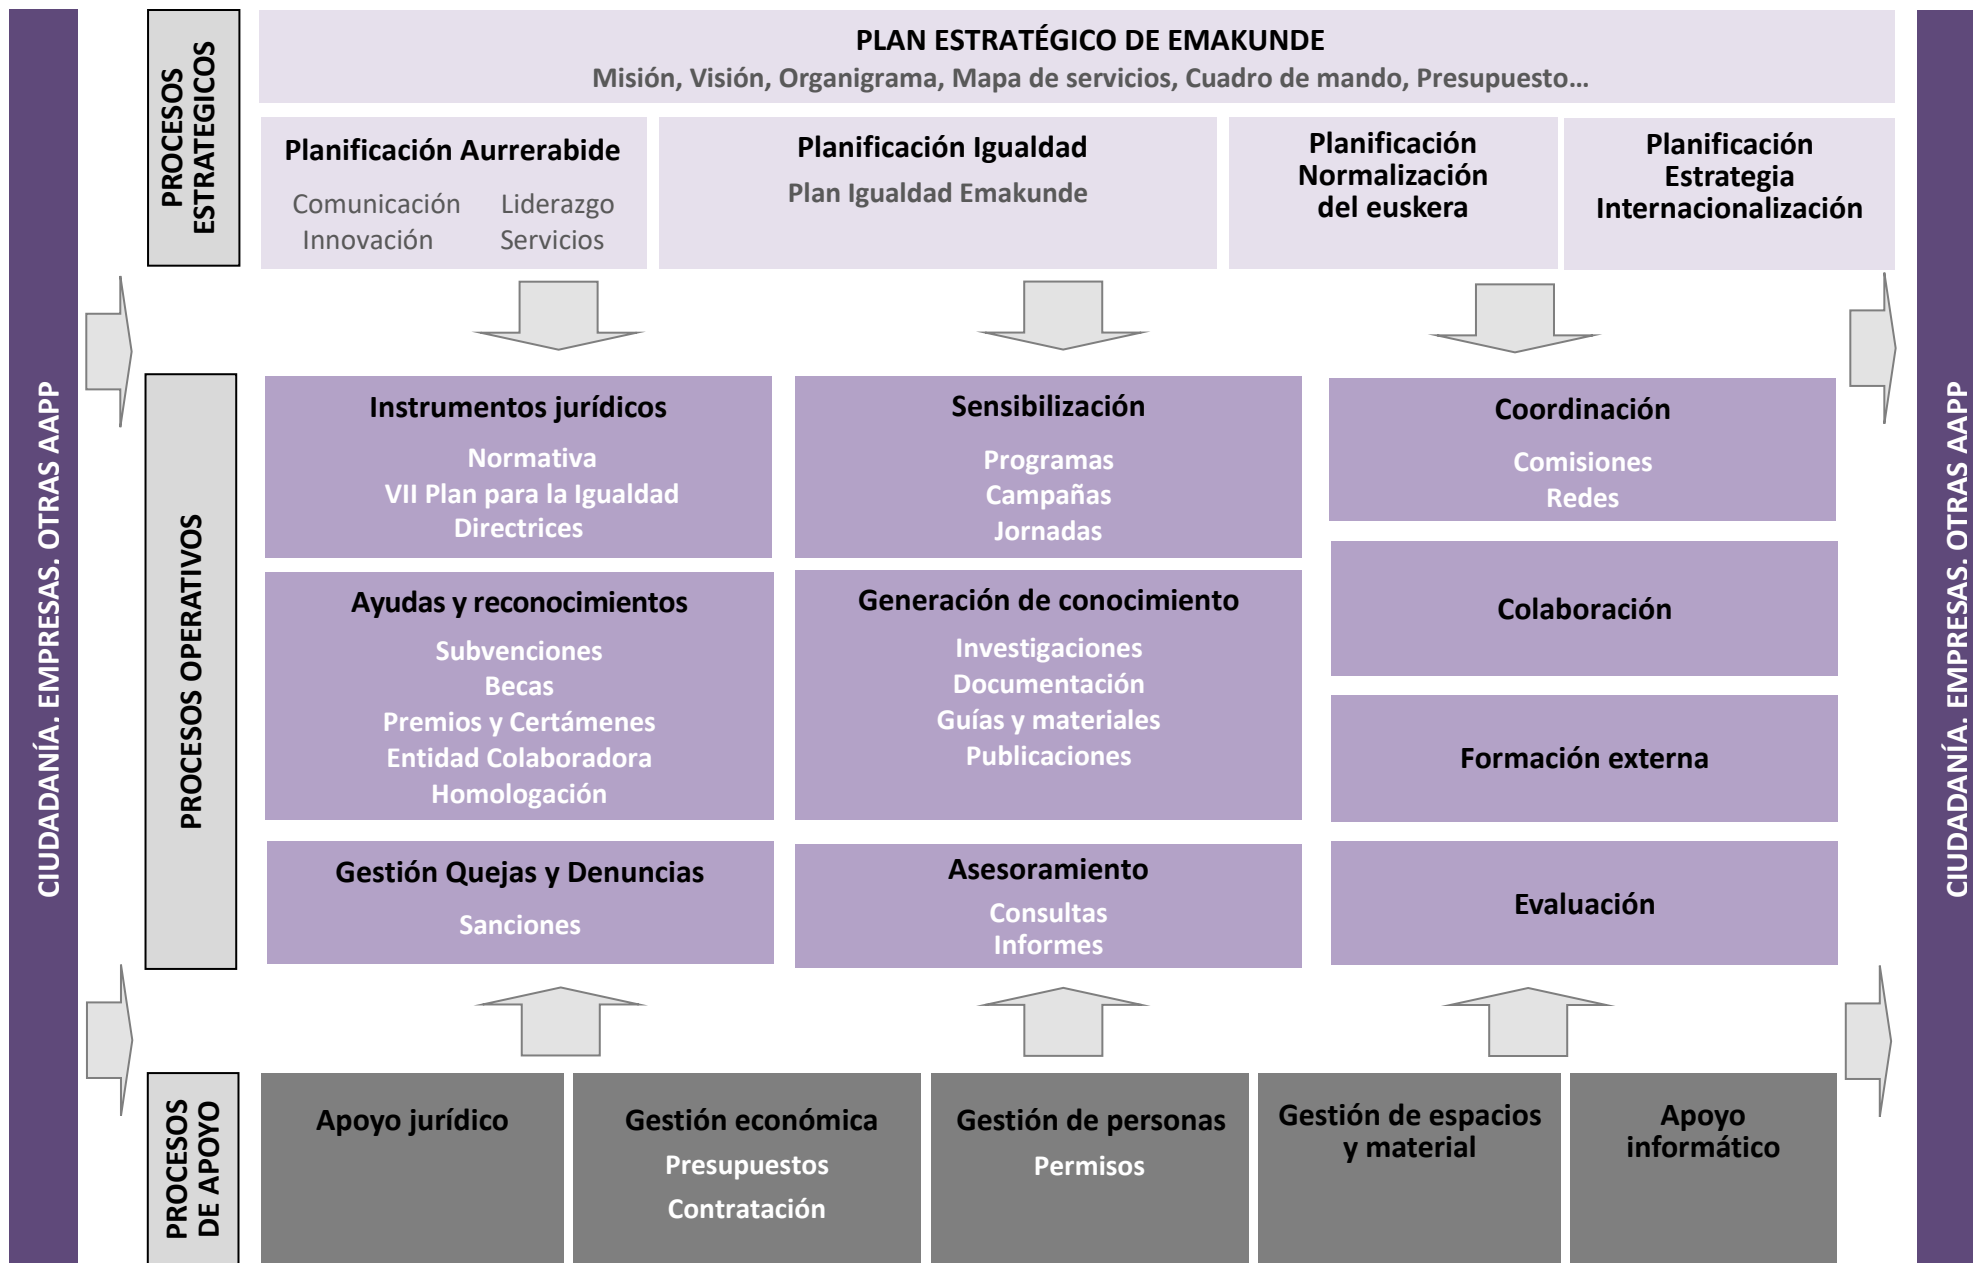 CIUDADANÍA. EMPRESAS. OTRAS AAPP
PROCESOS
ESTRATEGICOS
PLAN ESTRATÉGICO DE EMAKUNDE
Misión, Visión, Organigrama, Mapa de servicios, Cuadro de mando, Presupuesto...
Planificación Aurrerabide
Comunicación Liderazgo
Innovación Servicios
Planificación Igualdad
Plan Igualdad Emakunde
Planificación
Normalización
del euskera
Planificación
Estrategia
Internacionalización
PROCESOS OPERATIVOS
Instrumentos jurídicos
Normativa
VII Plan para la Igualdad
Directrices
Sensibilización
Programas
Campañas
Jornadas
Coordinación
Comisiones
Redes
Ayudas y reconocimientos
Subvenciones
Becas
Premios y Certámenes
Entidad Colaboradora
Homologación
Generación de conocimiento
Investigaciones
Documentación
Guías y materiales
Publicaciones
Colaboración
Formación externa
Gestión Quejas y Denuncias
Sanciones
Asesoramiento
Consultas
Informes
Evaluación
PROCESOS
DE APOYO
Apoyo jurídico
Gestión económica
Presupuestos
Contratación
Gestión de personas
Permisos
Gestión de espacios
y material
Apoyo
informático
CIUDADANÍA. EMPRESAS. OTRAS AAPP